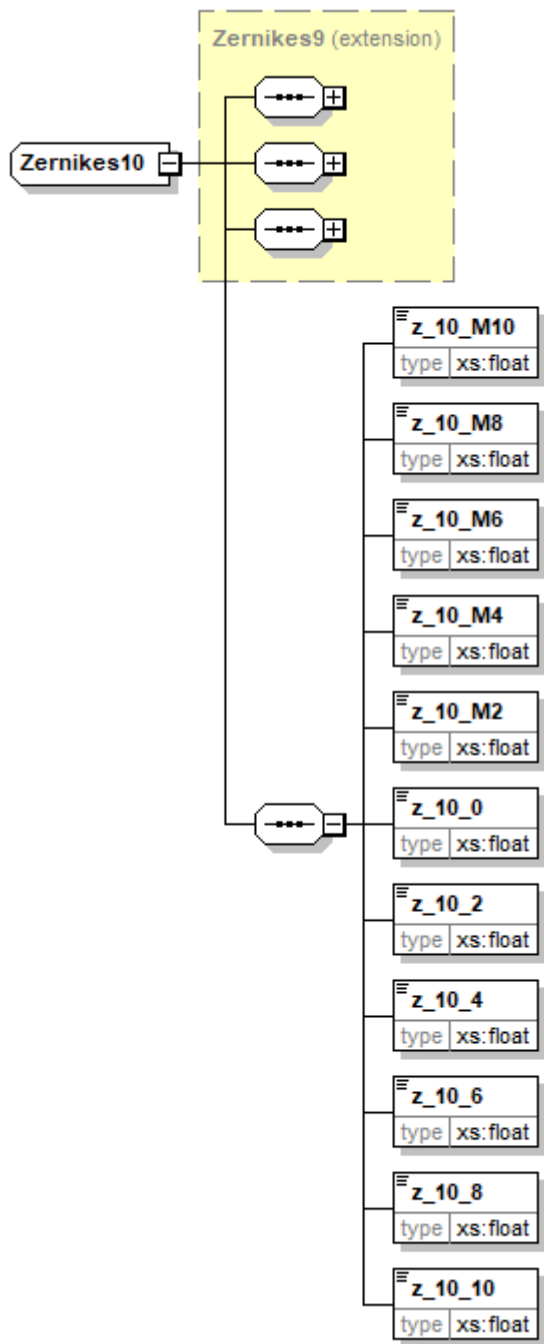 Zernikes9 (extension)
Zernikes10
z_10_M10
type xs:float
z_10_M8
type xs:float
z_10_M6
type xs:float
z_10_M4
type xs:float
z_10_M2
type xs:float
z_10_0
type xs:float
z_10_2
type xs:float
z_10_4
type xs:float
z_10_6
type xs:float
z_10_8
type xs:float
z_10_10
type xs:float